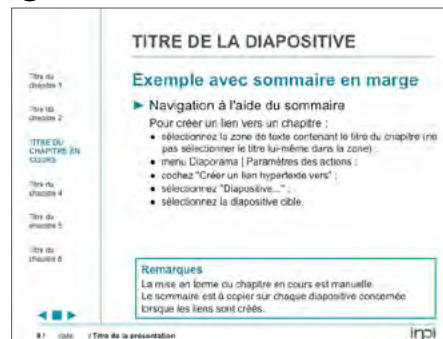 TITRE DE LA DIAPOSITIVE
Titre du
chapitre 1
Titre du
chapitre 2
TITRE DU
CHAPITRE EN
COURS
Titre du
chapitre 4
Titre du
chapitre 5
Titre du
chapitre 6
Exemple avec sommaire en marge
► Navigation à l'aide du sommaire
Pour créer un lien vers un chapitre :
• sélectionnez la zone de texte contenant le titre du chapitre (ne
pas sélectionner le titre lui-même dans la zone) ;
• menu Diaporama | Paramètres des actions ;
• cochez "Créer un lien hypertexte vers" ;
• sélectionnez "Diapositive..." ;
• sélectionnez la diapositive cible.
Remarques
La mise en forme du chapitre en cours est manuelle.
Le sommaire est à copier sur chaque diapositive concernée
lorsque les liens sont créés.
8 / date / Titre de la présentation
inpi